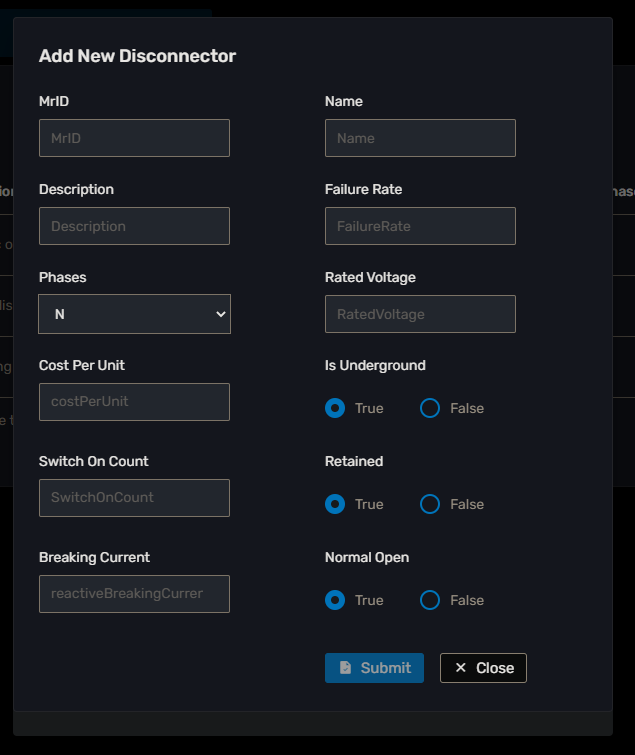 Add New Disconnector
MrID Name
MrID Name
Description Failure Rate
Description FailureRate
Phases Rated Voltage
N RatedVoltage
Cost Per Unit Is Underground
costPerUnit True False
Switch On Count Retained
SwitchOnCount True False
Breaking Current Normal Open
reactiveBreakingCurrer True False
Submit Close